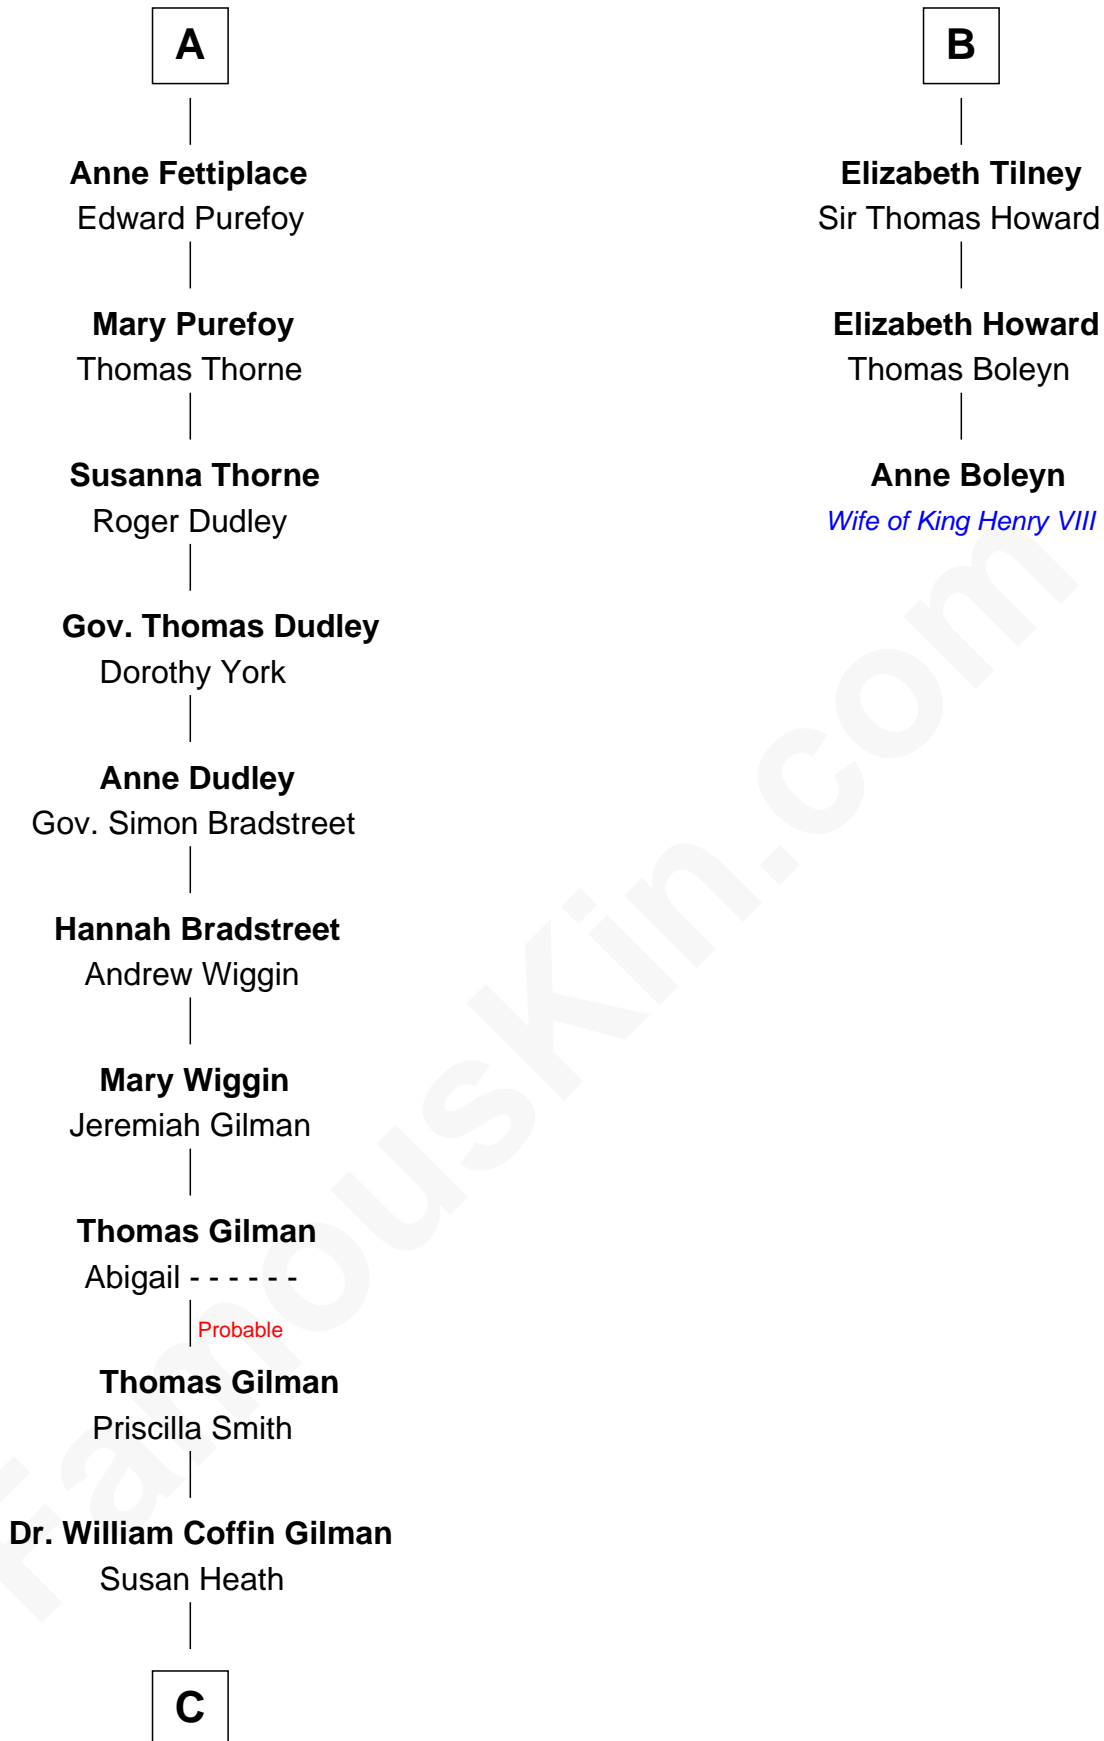 A
Anne Fettiplace
Edward Purefoy
Mary Purefoy
Thomas Thorne
Susanna Thorne
Roger Dudley
Gov. Thomas Dudley
Dorothy York
Anne Dudley
Gov. Simon Bradstreet
Hannah Bradstreet
Andrew Wiggin
Mary Wiggin
Jeremiah Gilman
Thomas Gilman
Abigail - - - - - -
Probable
Thomas Gilman
Priscilla Smith
Dr. William Coffin Gilman
Susan Heath
C
B
Elizabeth Tilney
Sir Thomas Howard
Elizabeth Howard
Thomas Boleyn
Anne Boleyn
Wife of King Henry VIII
FamousKin.com